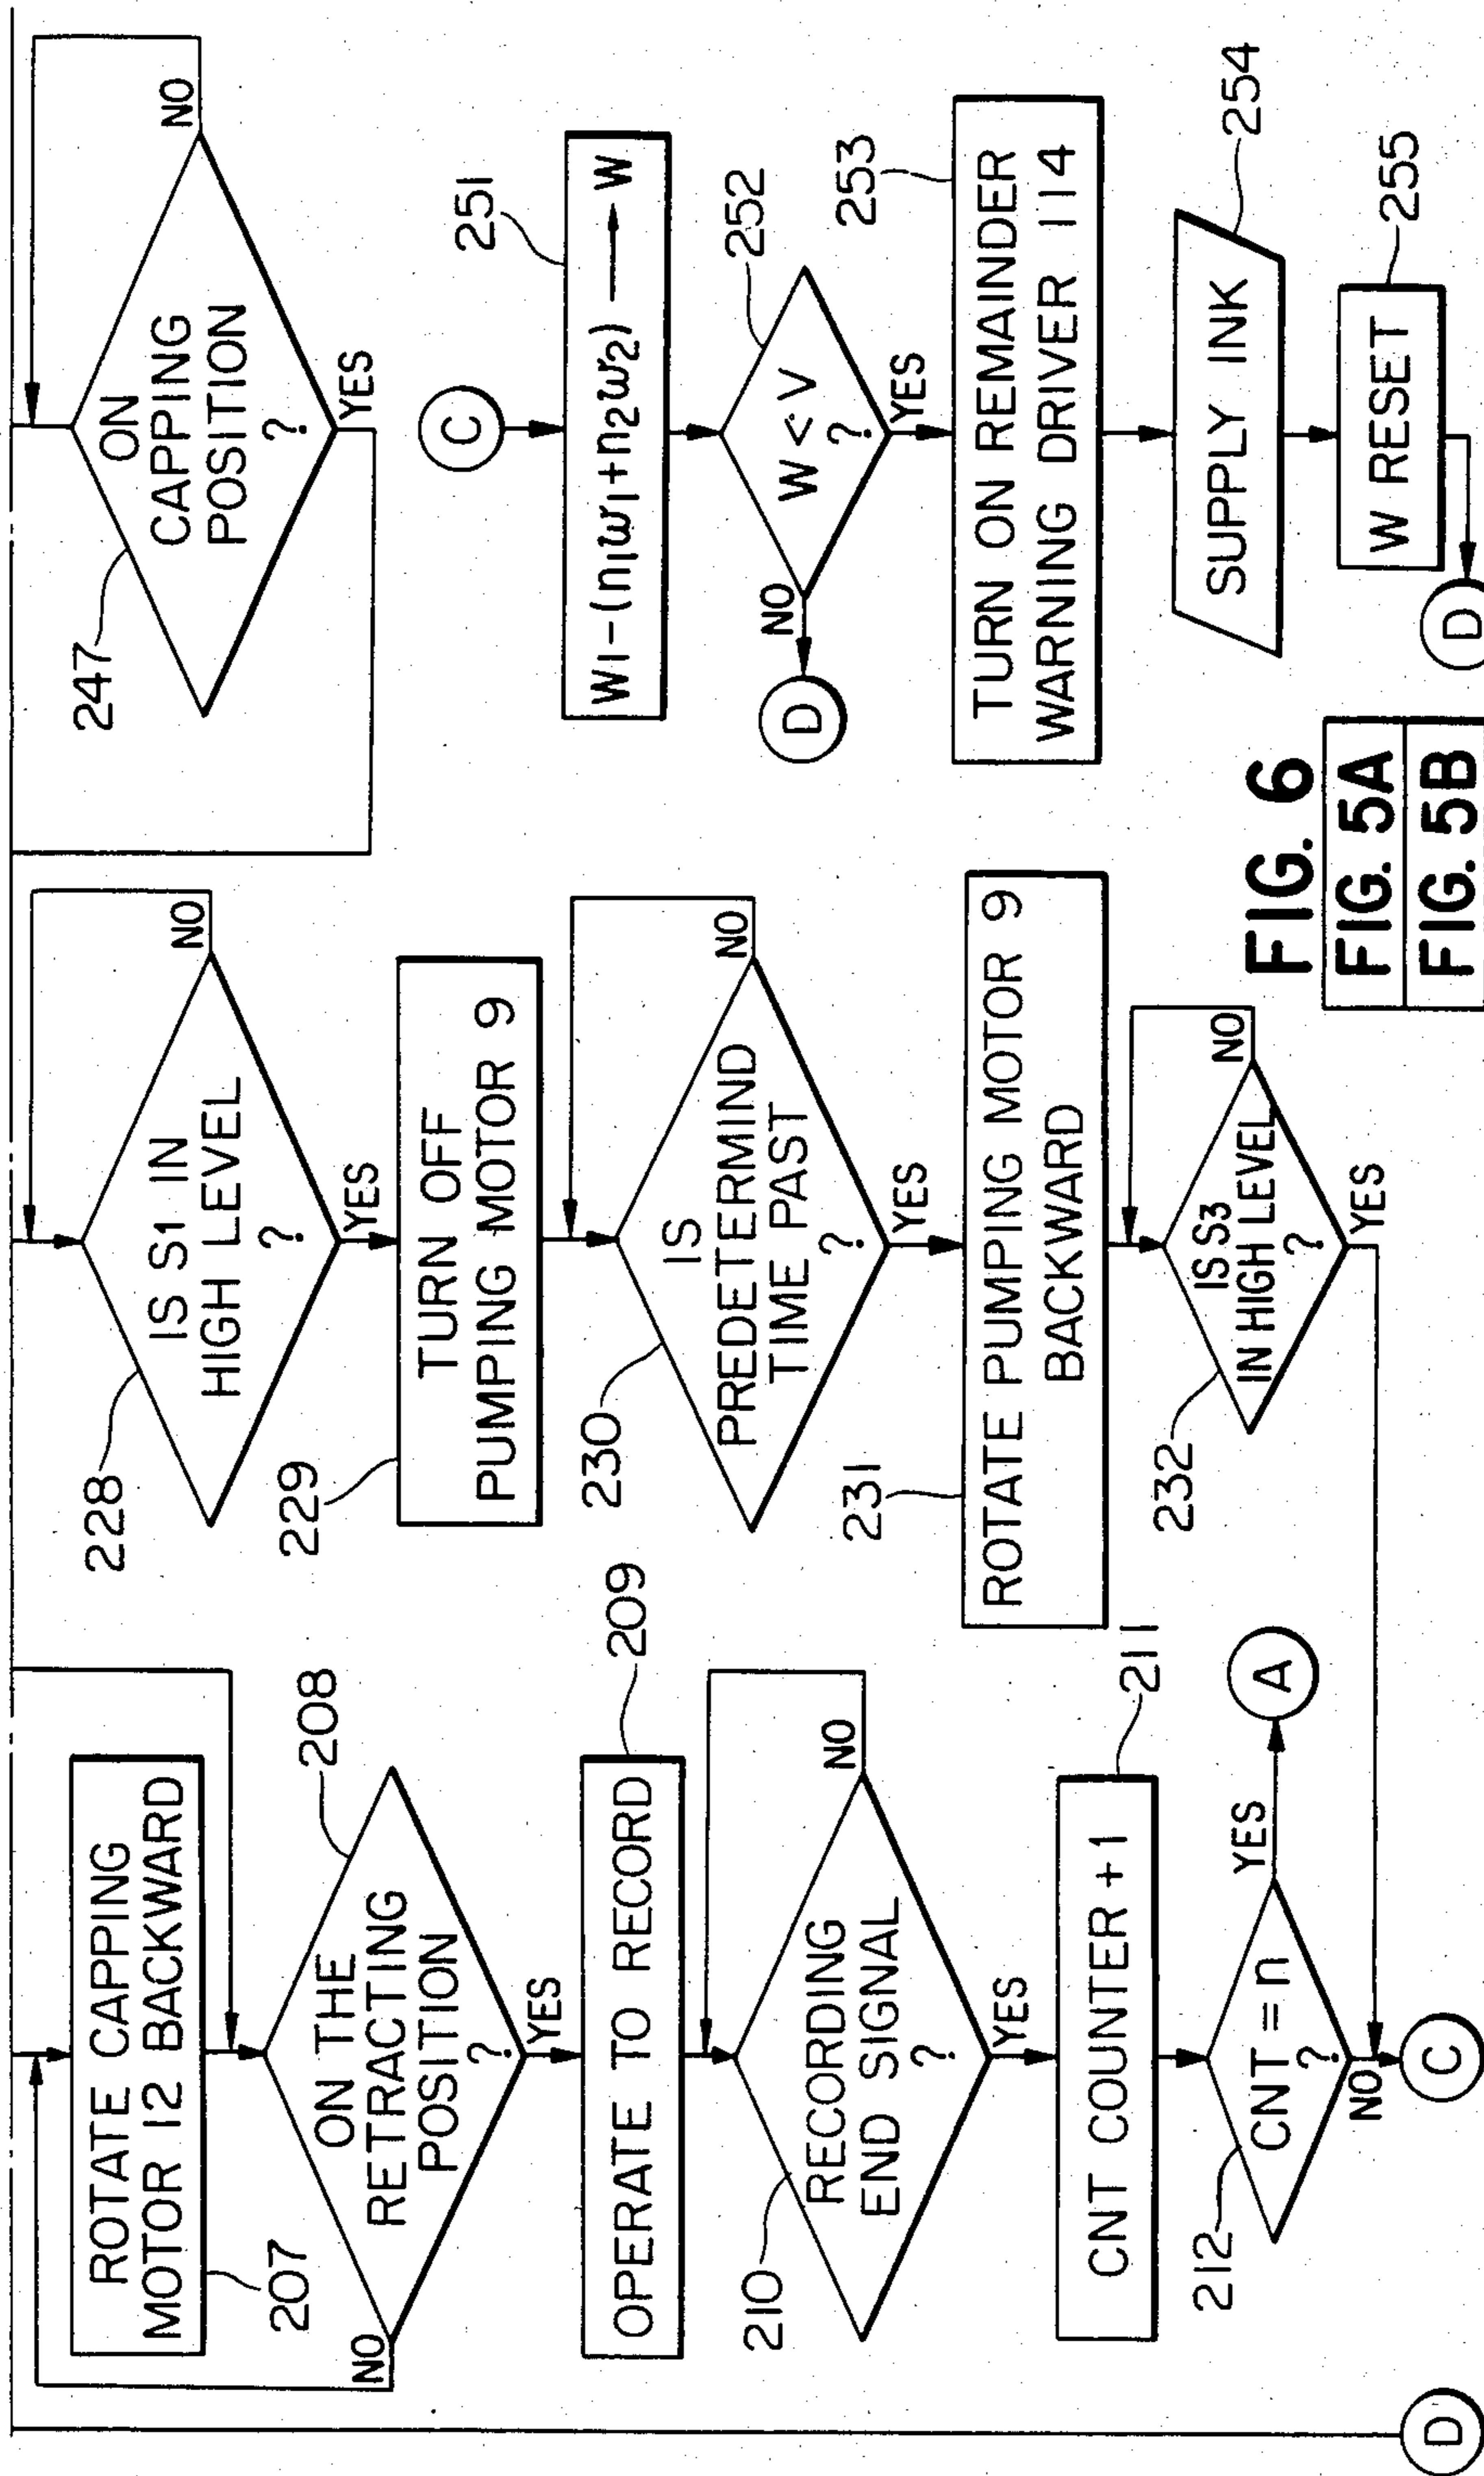 ROTATE CAPPING
MOTOR 12 BACKWARD
207
ON THE
RETRACTING
POSITION
?
208
NO
YES
OPERATE TO RECORD
209
RECORDING
END SIGNAL
?
210
NO
YES
CNT COUNTER +1
211
CNT = n
?
212
YES
A
NO
C
D
IS S1 IN
HIGH LEVEL
?
228
NO
YES
TURN OFF
PUMPING MOTOR 9
229
IS
PREDETERMIND
TIME PAST
?
230
NO
YES
ROTATE PUMPING MOTOR 9
BACKWARD
231
IS S3
IN HIGH LEVEL
?
232
NO
YES
ON
CAPPING
POSITION
?
247
NO
YES
C
W1-(n1w1+n2w2) → W
251
W < V
?
252
NO
D
YES
TURN ON REMAINDER
WARNING DRIVER 114
253
SUPPLY INK
254
W RESET
255
D
FIG. 6
FIG. 5A
FIG. 5B